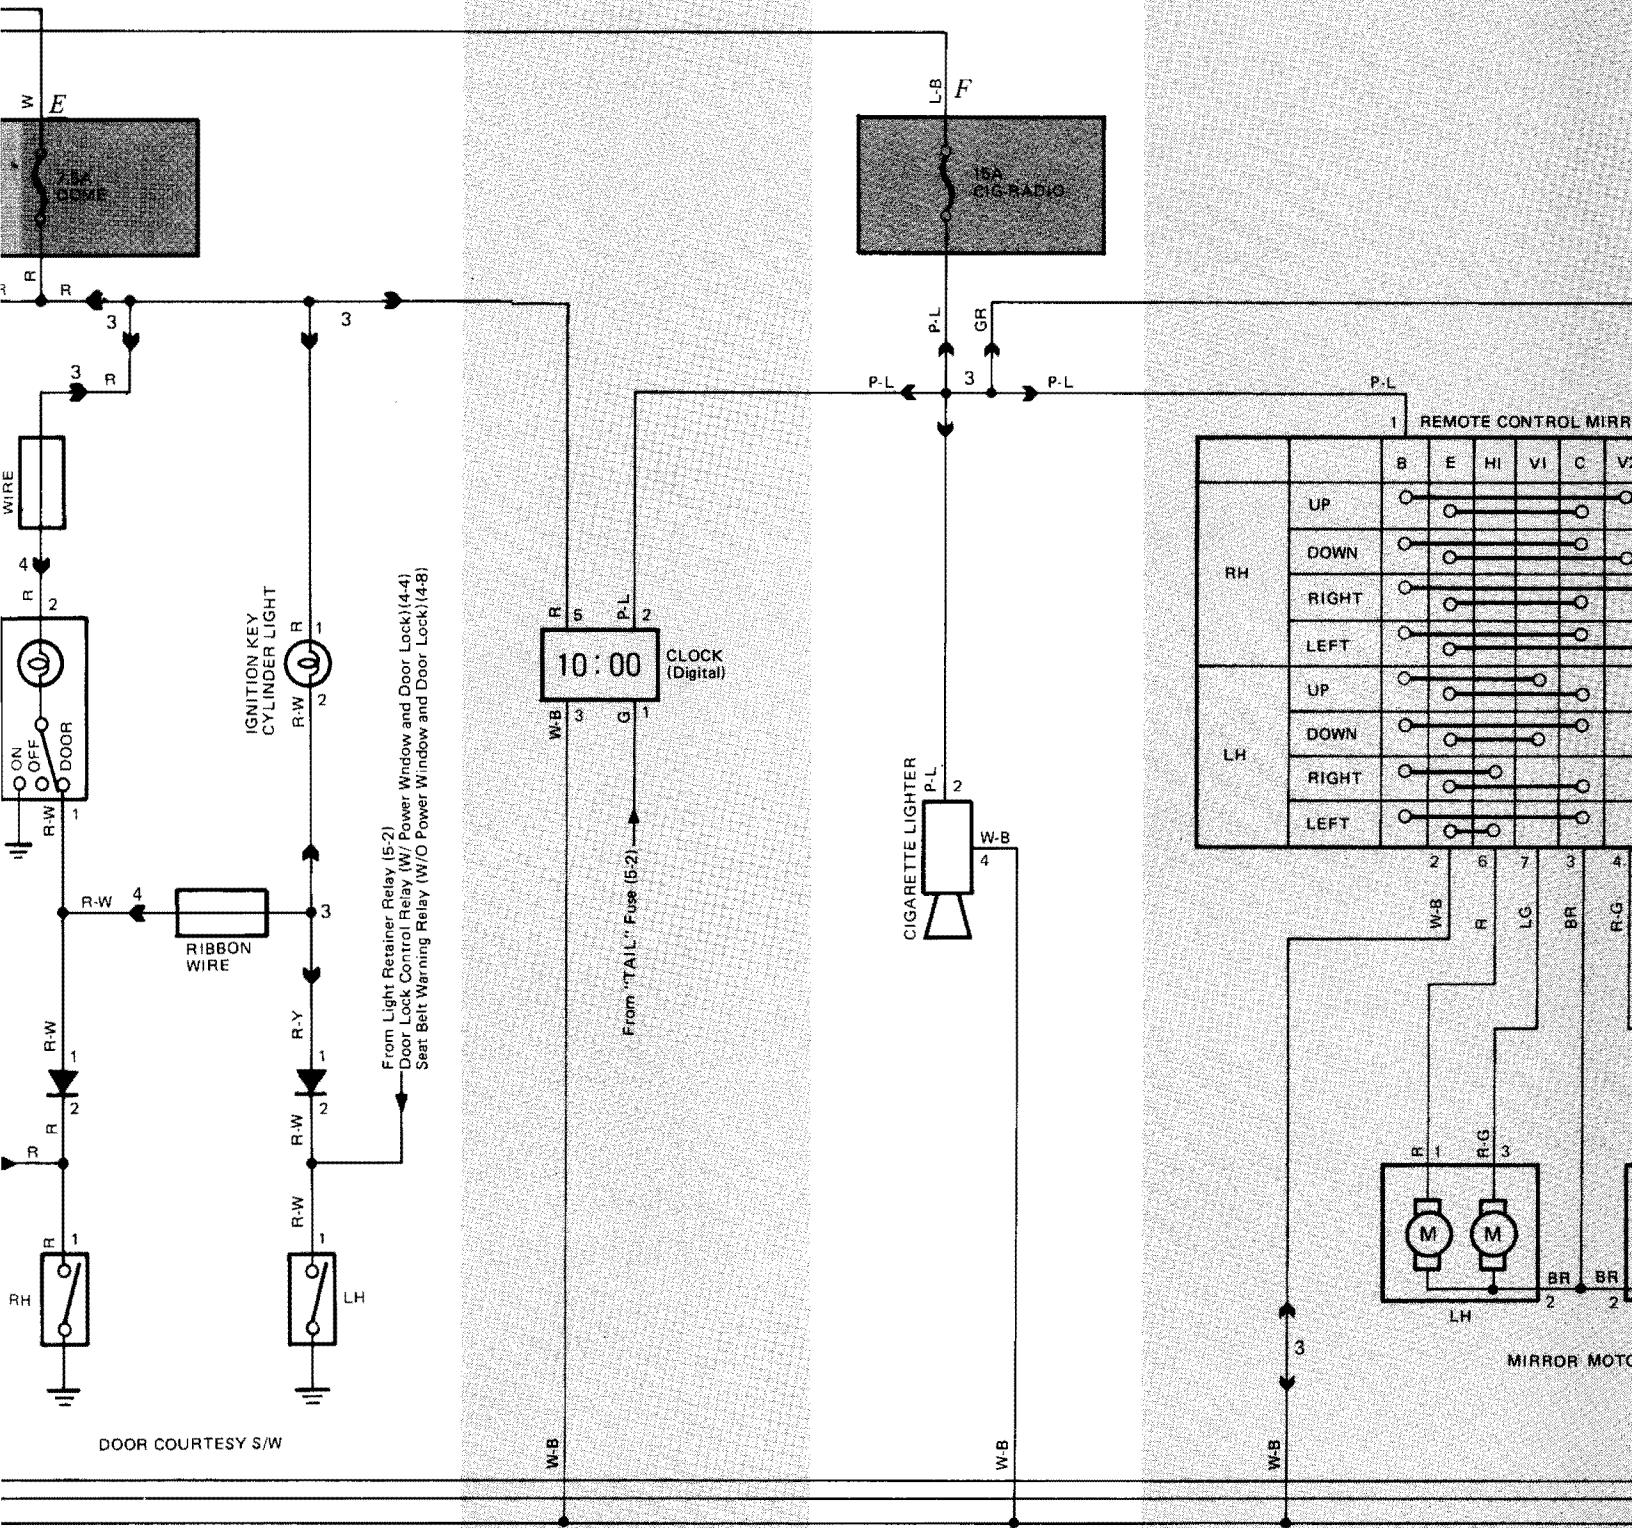 W E
L-B F
7.5A
DOME
15A
CIG-RADIO
R
R R
3
3
3 R
P-L
GR
P-L
3
P-L
P-L
1 REMOTE CONTROL MIRR
B E HI VI C V2
RH
UP
DOWN
RIGHT
LEFT
LH
UP
DOWN
RIGHT
LEFT
WIRE
4
R 2
ON
OFF
DOOR
R-W 1
IGNITION KEY
CYLINDER LIGHT
R 1
R-W 2
R 5
P-L 2
10:00
CLOCK
(Digital)
W-B 3
G 1
From "TAIL" Fuse (5-2)
From Light Retainer Relay (5-2)
Door Lock Control Relay (W/ Power Wndow and Door Lock)(4-4)
Seat Belt Warning Relay (W/O Power Window and Door Lock)(4-8)
CIGARETTE LIGHTER
P-L 2
W-B
4
2 6 7 3 4
W-B R LG BR R-G
R-W 4
3
RIBBON
WIRE
R-W 1
2
R
R
R-Y 1
2
R-W
R-W
R 1
1
RH
LH
DOOR COURTESY S/W
R 1
R-G 3
M M
BR BR
2 2
LH
MIRROR MOTO
3
W-B
W-B
W-B